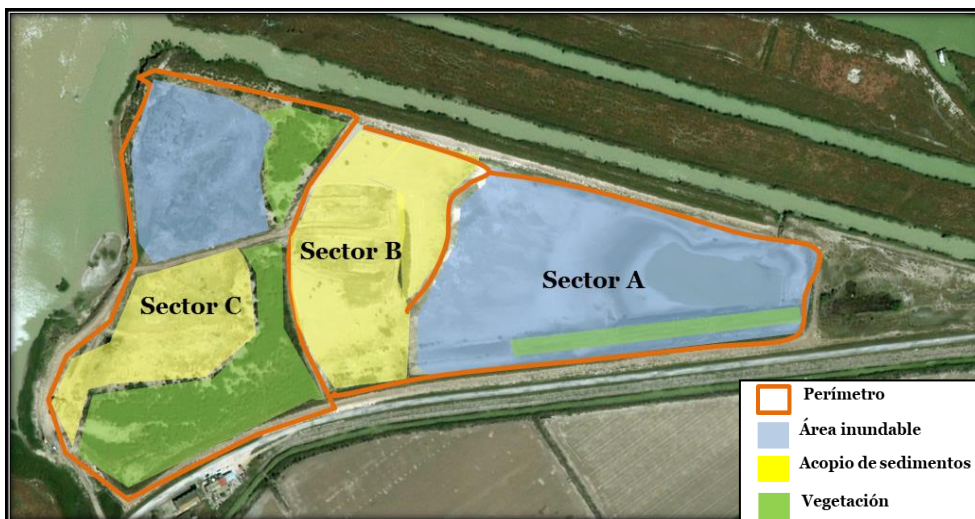 Sector B
Sector A
Sector C
Perímetro
Área inundable
Acopio de sedimentos
Vegetación